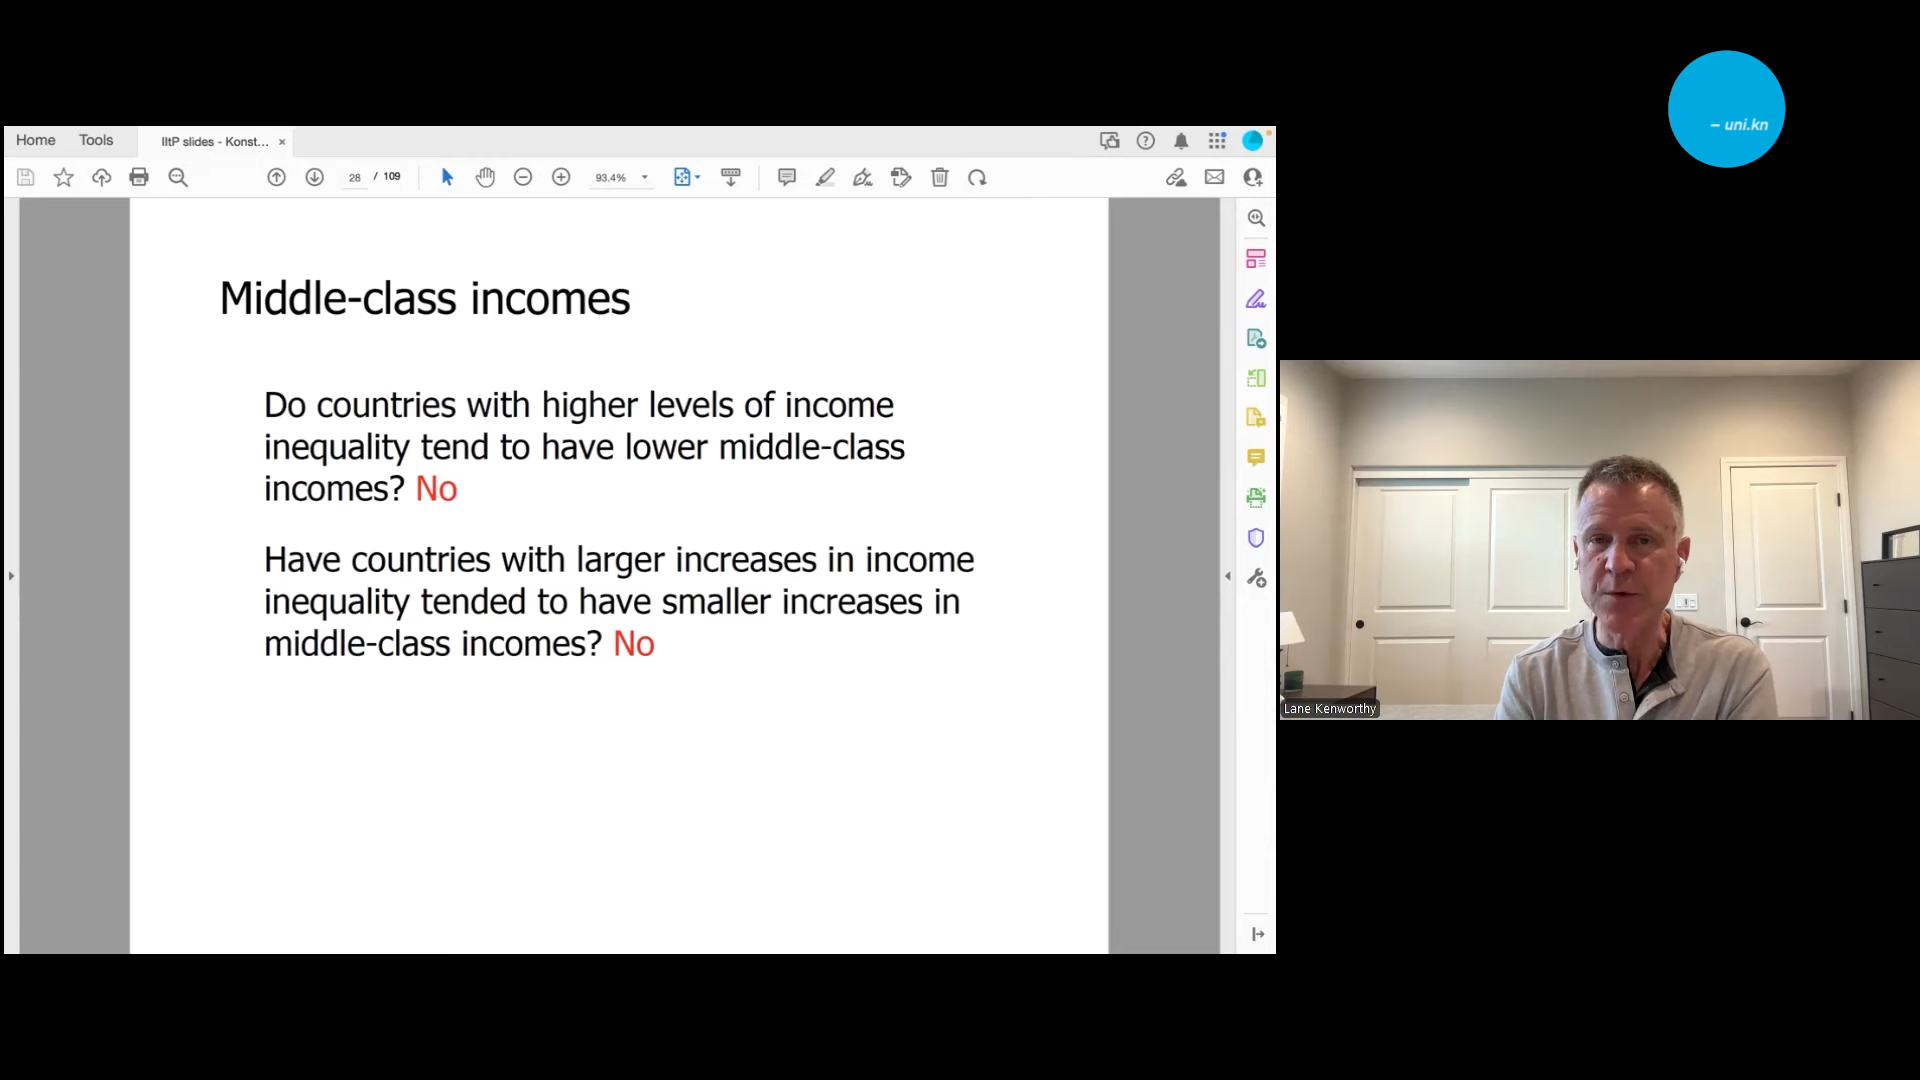 – uni.kn
Home Tools IItP slides - Konst... ×
28 / 109 93.4%
Middle-class incomes
Do countries with higher levels of income
inequality tend to have lower middle-class
incomes? No
Have countries with larger increases in income
inequality tended to have smaller increases in
middle-class incomes? No
Lane Kenworthy